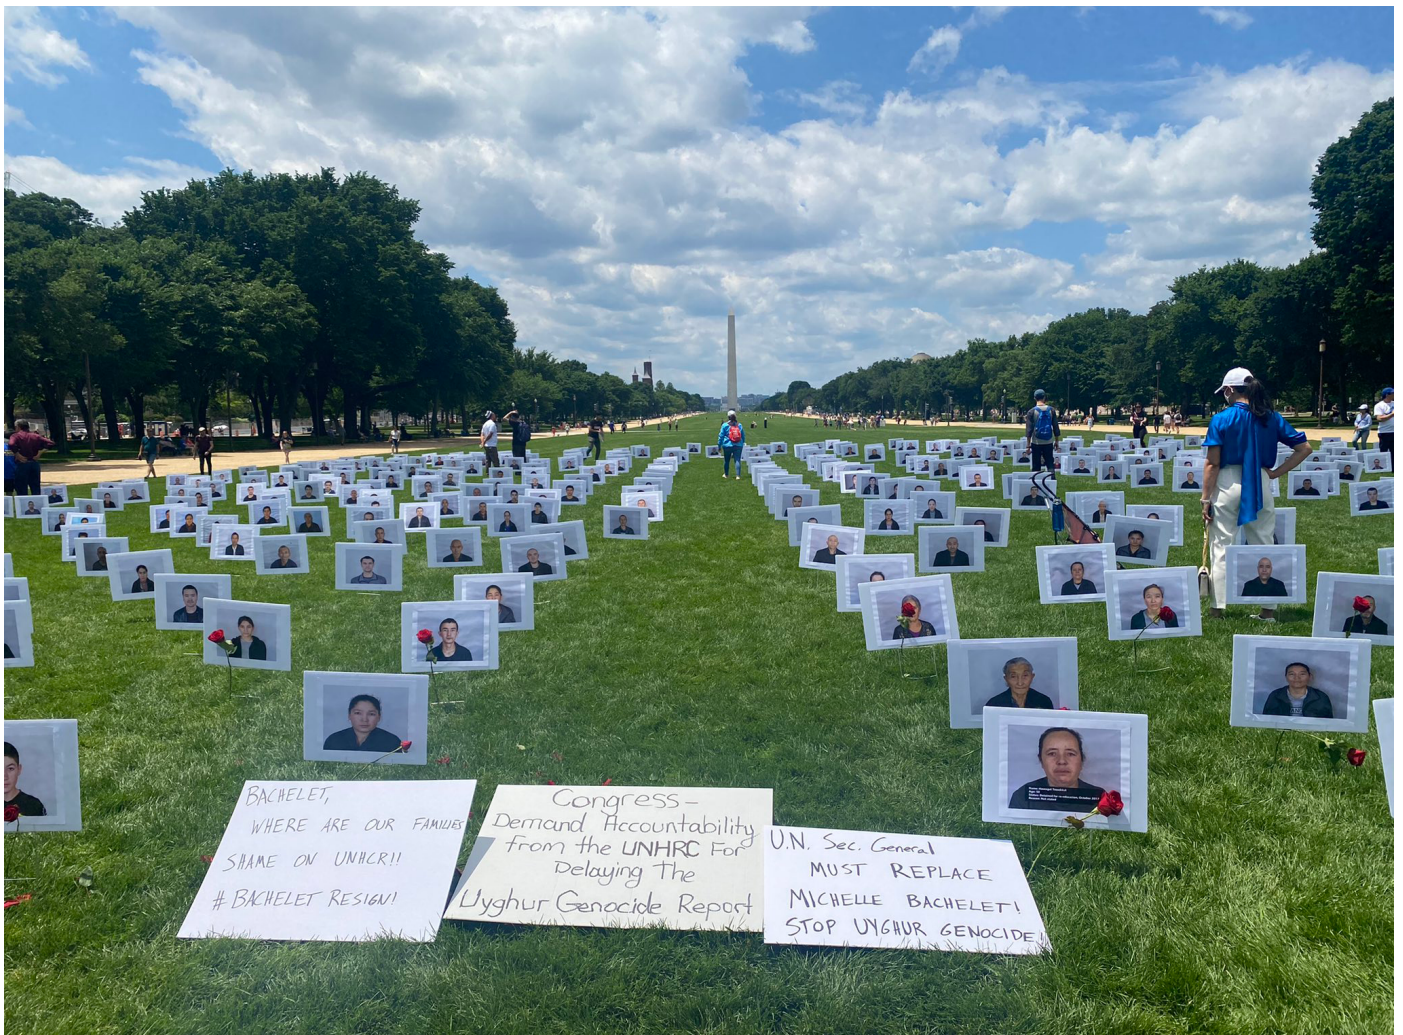 BACHELET,
WHERE ARE OUR FAMILIES
SHAME ON UNHCR!!
# BACHELET RESIGN!
Congress-
Demand Accountability
from the UNHRC For
Delaying The
Uyghur Genocide Report
U.N. Sec. General
MUST REPLACE
MICHELLE BACHELET!
STOP UYGHUR GENOCIDE